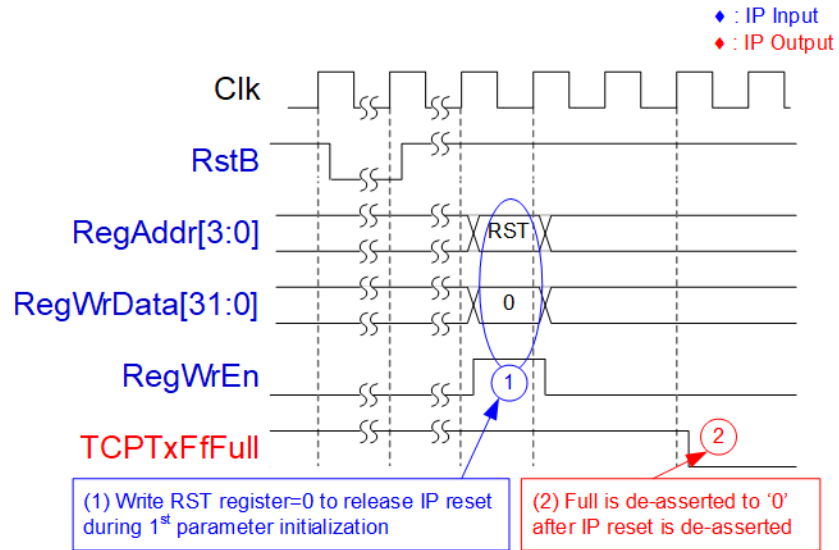 ♦ : IP Input
♦ : IP Output
Clk
RstB
RegAddr[3:0]
RST
RegWrData[31:0]
0
RegWrEn
1
TCPTxFfFull
2
(1) Write RST register=0 to release IP reset
during 1st parameter initialization
(2) Full is de-asserted to ‘0’
after IP reset is de-asserted